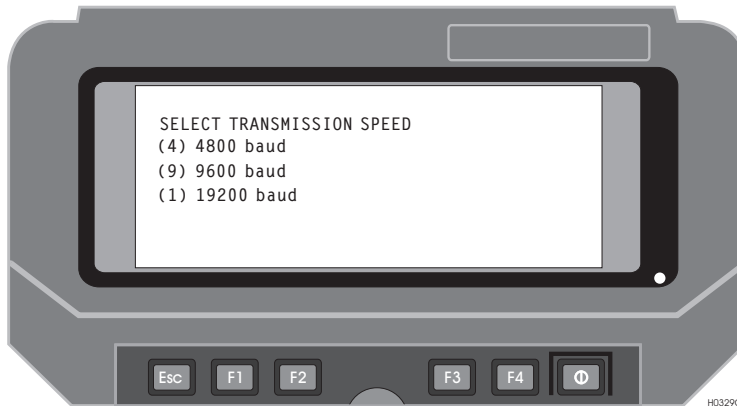 SELECT TRANSMISSION SPEED
(4) 4800 baud
(9) 9600 baud
(1) 19200 baud
Esc F1 F2 F3 F4